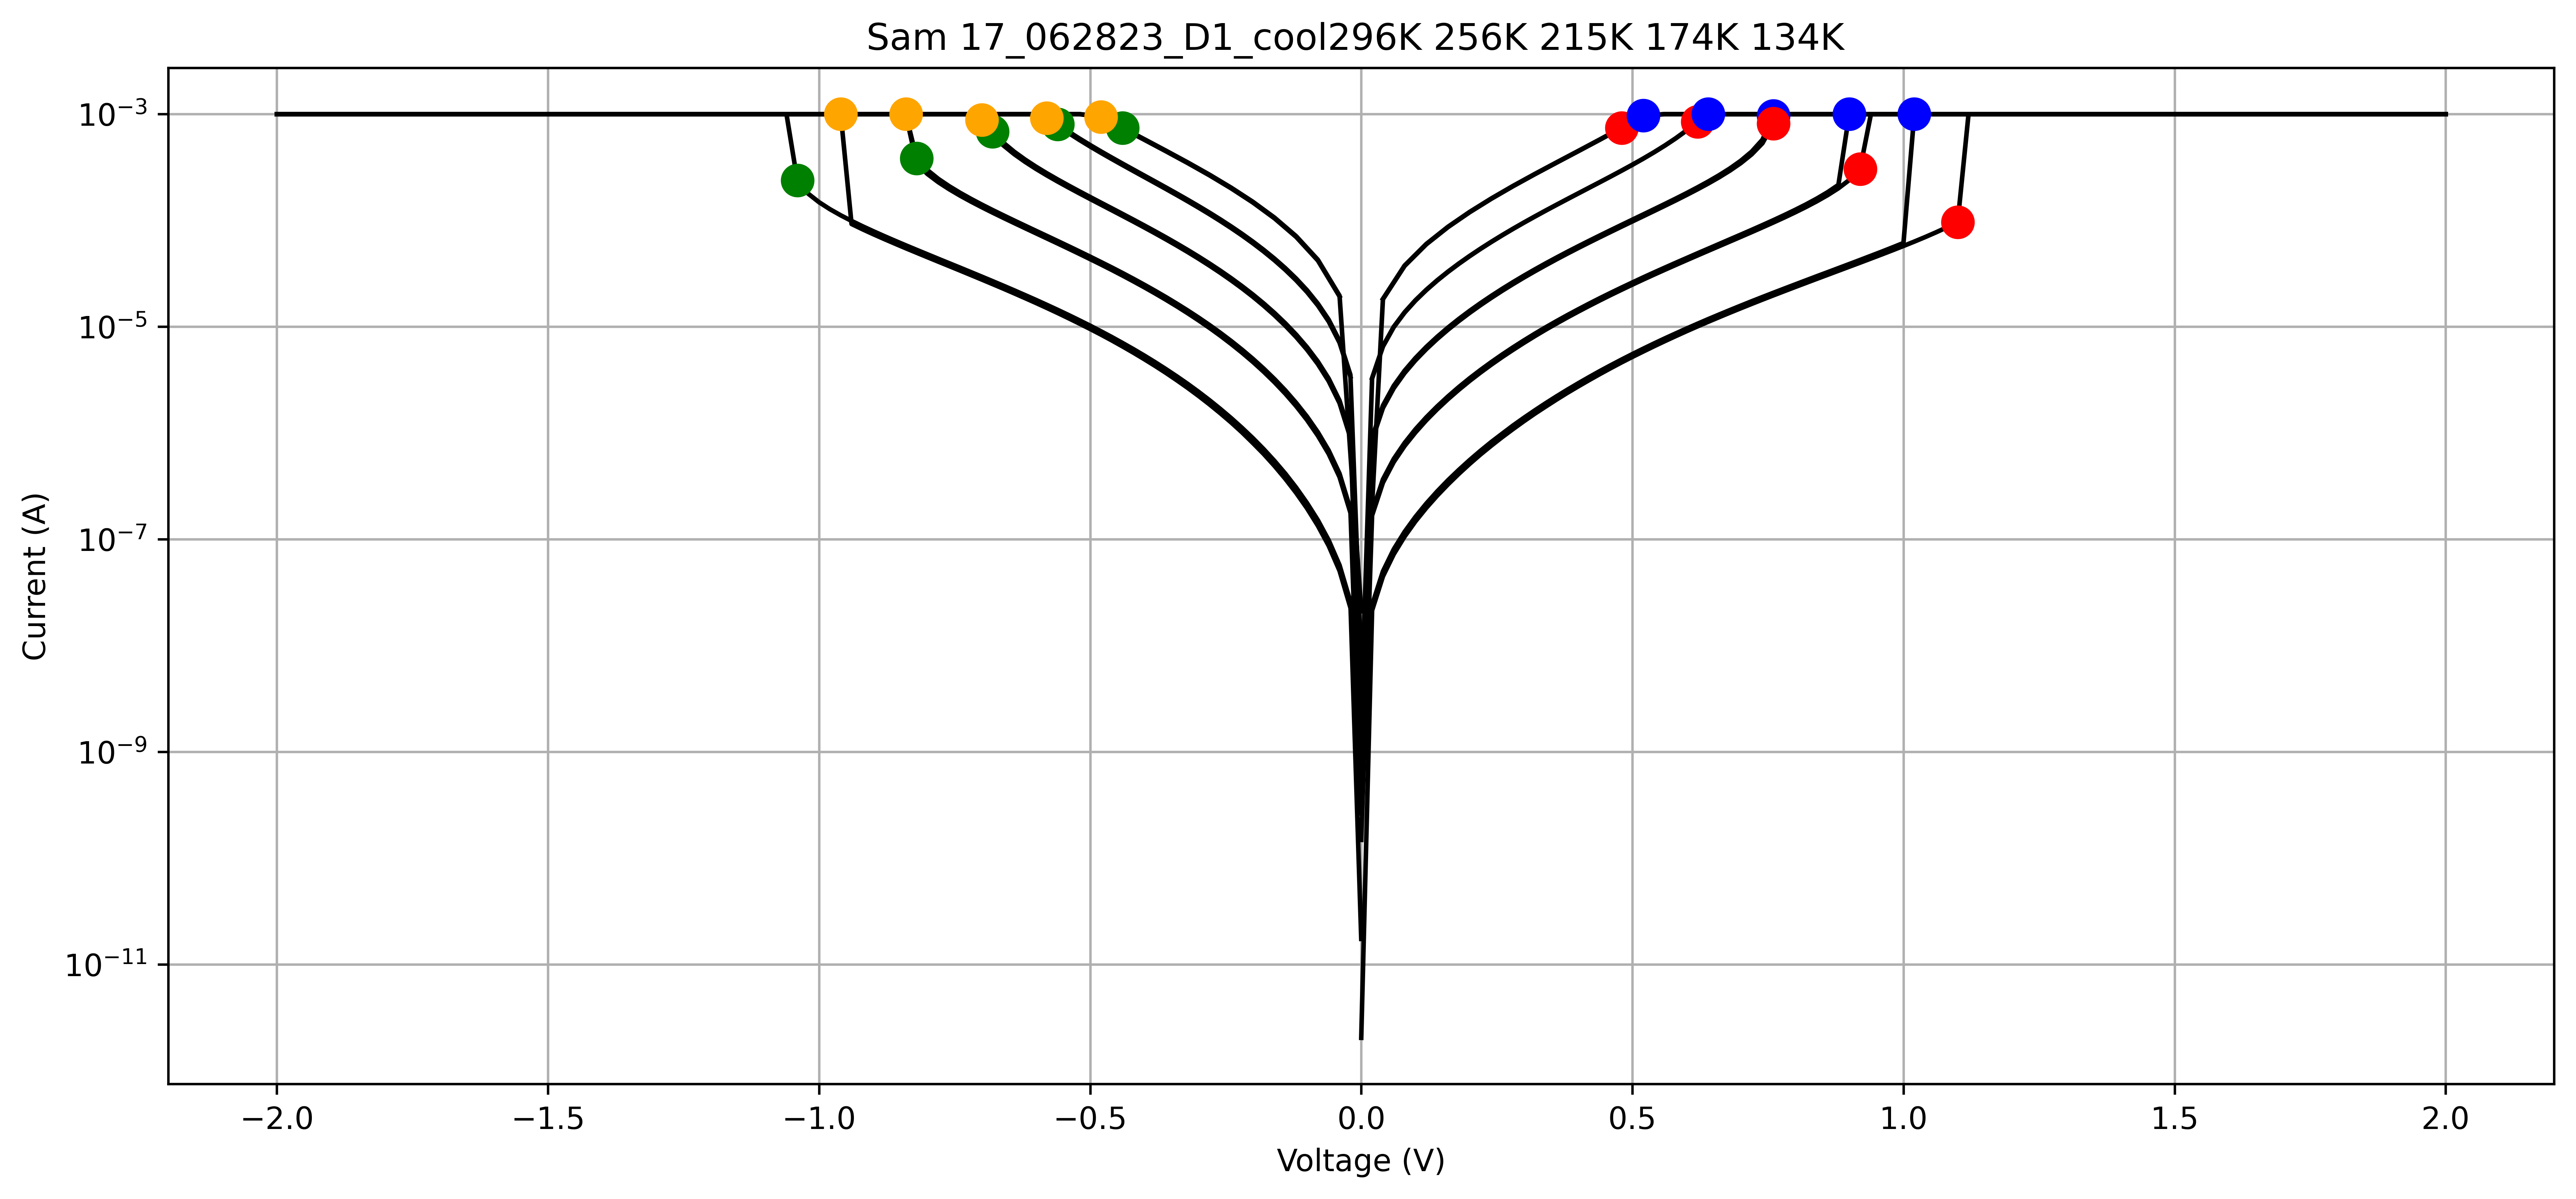 Sam 17_062823_D1_cool296K 256K 215K 174K 134K
Current (A)
10⁻³
10⁻⁵
10⁻⁷
10⁻⁹
10⁻¹¹
−2.0 −1.5 −1.0 −0.5 0.0 0.5 1.0 1.5 2.0
Voltage (V)